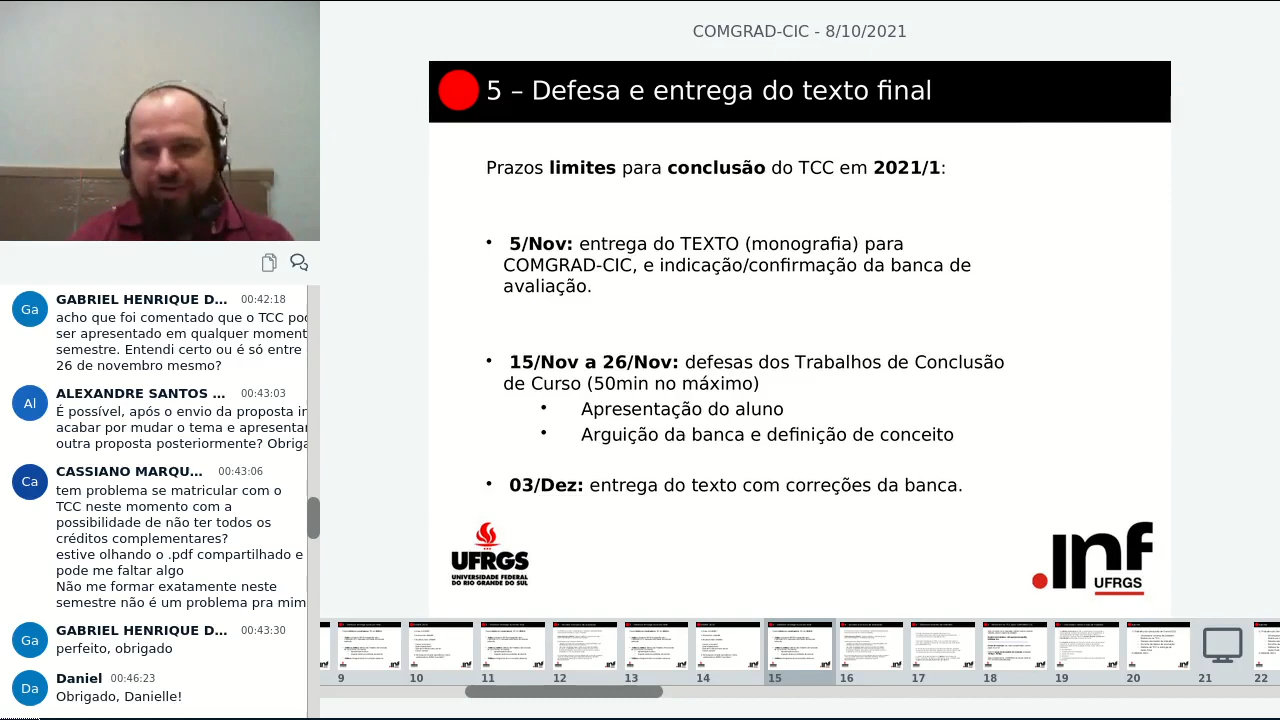 COMGRAD-CIC - 8/10/2021
5 – Defesa e entrega do texto final
Prazos limites para conclusão do TCC em 2021/1:
• 5/Nov: entrega do TEXTO (monografia) para
COMGRAD-CIC, e indicação/confirmação da banca de
avaliação.
• 15/Nov a 26/Nov: defesas dos Trabalhos de Conclusão
de Curso (50min no máximo)
• Apresentação do aluno
• Arguição da banca e definição de conceito
• 03/Dez: entrega do texto com correções da banca.
UFRGS
UNIVERSIDADE FEDERAL
DO RIO GRANDE DO SUL
.inf
UFRGS
Ga
GABRIEL HENRIQUE D... 00:42:18
acho que foi comentado que o TCC
ser apresentado em qualquer
semestre. Entendi certo ou é só entre
26 de novembro mesmo?
Al
ALEXANDRE SANTOS ... 00:43:03
É possível, após o envio da proposta
acabar por mudar o tema e
outra proposta posteriormente?
Ca
CASSIANO MARQU... 00:43:06
tem problema se matricular com o
TCC neste momento com a
possibilidade de não ter todos os
créditos complementares?
estive olhando o .pdf compartilhado e
pode me faltar algo
Não me formar exatamente neste
semestre não é um problema pra mim
Ga
GABRIEL HENRIQUE D... 00:43:30
perfeito, obrigado
Da
Daniel 00:46:23
Obrigado, Danielle!
9 10 11 12 13 14 15 16 17 18 19 20 21 22